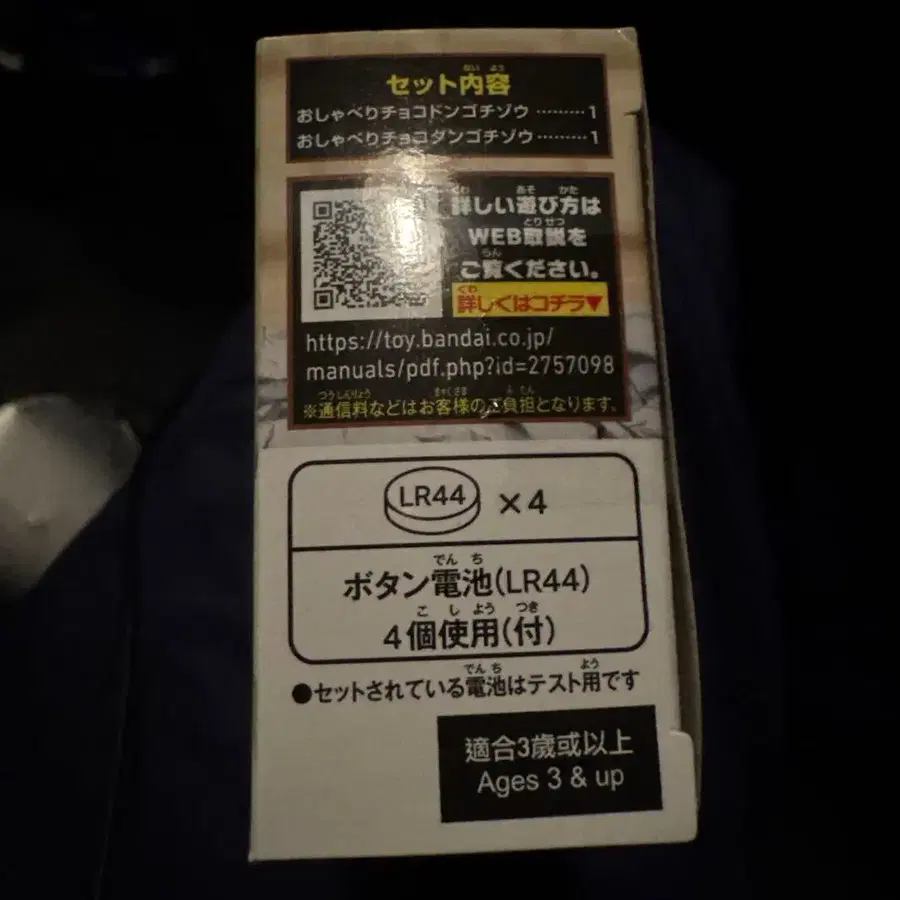 セット内容
おしゃべりチョコドンゴチゾウ ………1
おしゃべりチョコダンゴチゾウ ………1
詳しい遊び方は
WEB取説を
ご覧ください。
詳しくはコチラ▼
https://toy.bandai.co.jp/
manuals/pdf.php?id=2757098
※通信料などはお客様のご負担となります。
LR44 ×4
ボタン電池(LR44)
4個使用(付)
●セットされている電池はテスト用です
適合3歲或以上
Ages 3 & up